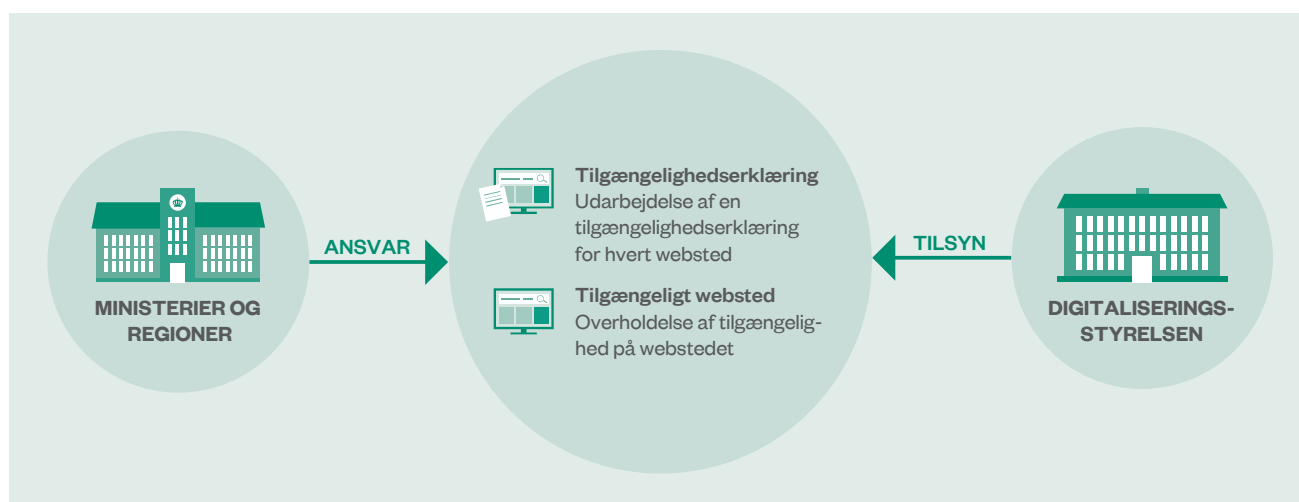 MINISTERIER OG
REGIONER
ANSVAR
Tilgængelighedserklæring
Udarbejdelse af en
tilgængelighedserklæring
for hvert websted
Tilgængeligt websted
Overholdelse af tilgængelig-
hed på webstedet
TILSYN
DIGITALISERINGS-
STYRELSEN